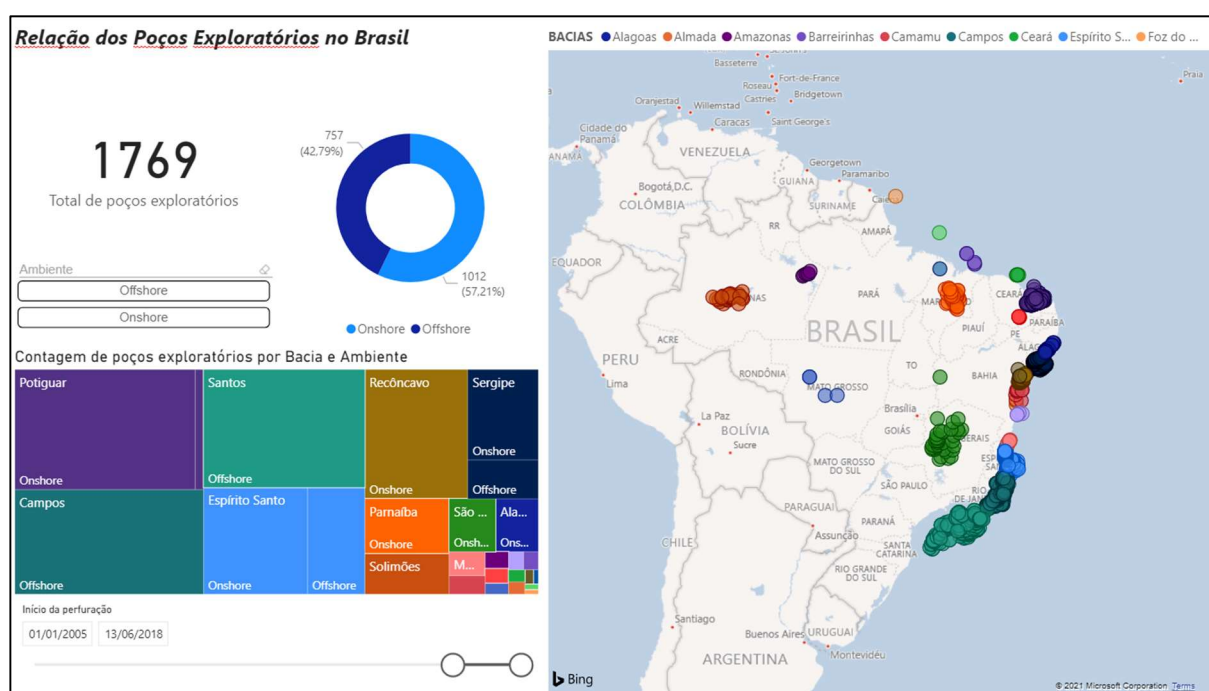 Relação dos Poços Exploratórios no Brasil
1769
Total de poços exploratórios
757
(42.79%)
1012
(57,21%)
Onshore Offshore
Ambiente
Offshore
Onshore
Contagem de poços exploratórios por Bacia e Ambiente
Potiguar
Onshore
Santos
Offshore
Recôncavo
Onshore
Sergipe
Onshore
Offshore
Campos
Offshore
Espírito Santo
Onshore
Offshore
Parnaíba
Onshore
São ...
Onsh...
Ala...
Ons...
Solimões
M...
Início da perfuração
01/01/2005 13/06/2018
BACIAS Alagoas Almada Amazonas Barreirinhas Camamu Campos Ceará Espírito S... Foz do ...
Basseterre
Roseau
Fort-de-France
Castries
Bridgetown
Oranjestad
Willemstad
Caracas
Saint George's
Praia
Cidade do
Panamá
VENEZUELA
Georgetown
Paramaribo
GUIANA
SURINAME
Bogotá,D.C.
COLÔMBIA
RR
AMAPÁ
EQUADOR
PARÁ
CEARÁ
PIAUÍ
PARAÍBA
PE
ACRE
BRASIL
PERU
Lima
RONDÔNIA
MATO GROSSO
TO
BAHIA
La Paz
BOLÍVIA
Sucre
Brasília
GOIÁS
MATO GROSSO
DO SUL
SÃO PAULO
PARAGUAI
PARANÁ
Assunção
SANTA
CATARINA
CHILE
RIO GRANDE
DO SUL
Santiago
Buenos Aires
URUGUAI
Montevidéu
ARGENTINA
Bing
© 2021 Microsoft Corporation Terms